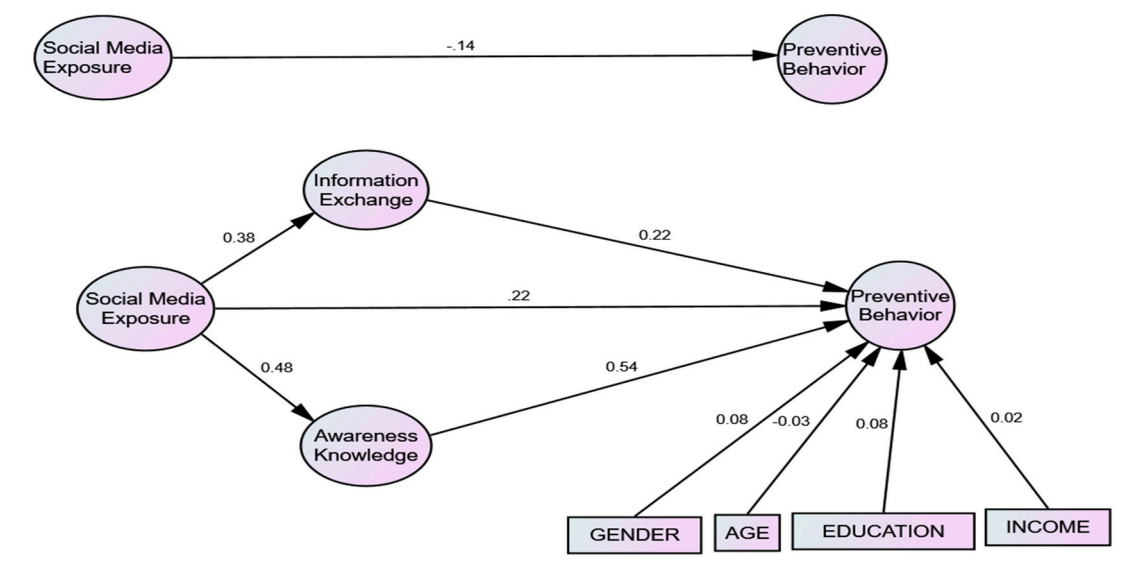 Social Media
Exposure
-.14
Preventive
Behavior
Information
Exchange
0.38
0.22
Social Media
Exposure
.22
Preventive
Behavior
0.48
0.54
Awareness
Knowledge
0.08
-0.03
0.08
0.02
GENDER
AGE
EDUCATION
INCOME